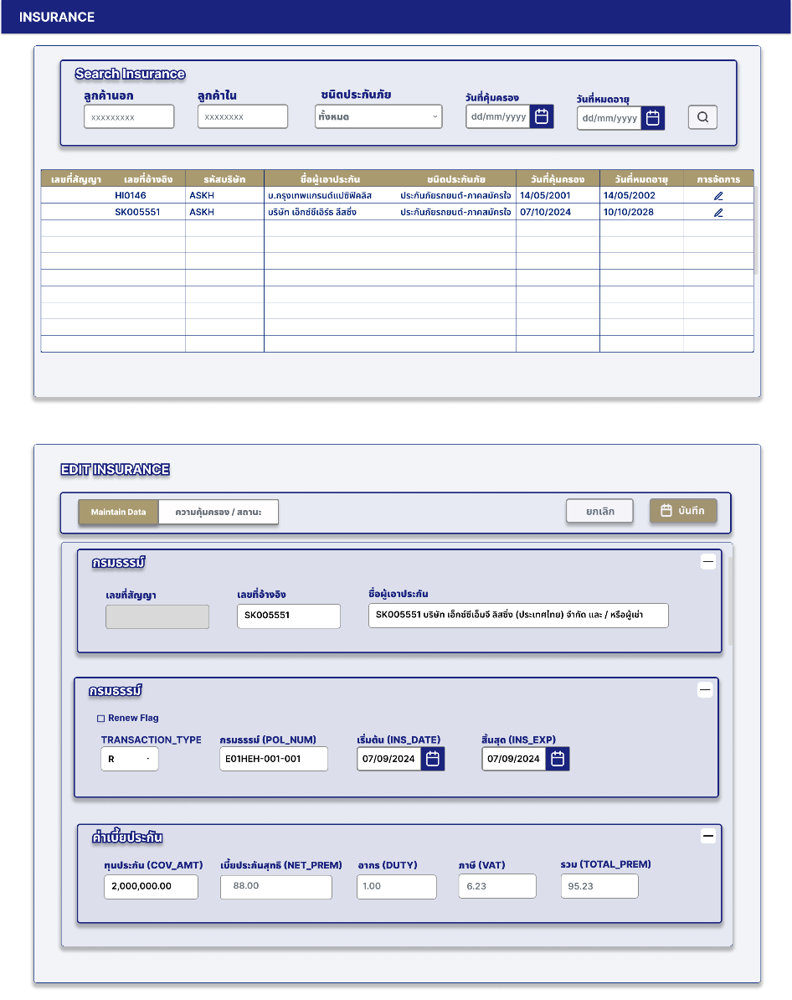 INSURANCE
Search Insurance
ลูกค้านอก ลูกค้าใน ชนิดประกันภัย วันที่คุ้มครอง วันที่หมดอายุ
xxxxxxxxx xxxxxxxx ทั้งหมด dd/mm/yyyy dd/mm/yyyy
เลขที่สัญญา เลขที่อ้างอิง รหัสบริษัท ชื่อผู้เอาประกัน ชนิดประกันภัย วันที่คุ้มครอง วันที่หมดอายุ การจัดการ
HI0146 ASKH บ.กรุงเทพแกรนด์แปซิฟิคลิส ประกันภัยรถยนต์-ภาคสมัครใจ 14/05/2001 14/05/2002
SK005551 ASKH บริษัท เอ็กซ์ซีเอิร์ธ ลีสซิ่ง ประกันภัยรถยนต์-ภาคสมัครใจ 07/10/2024 10/10/2028
EDIT INSURANCE
Maintain Data ความคุ้มครอง / สถานะ ยกเลิก บันทึก
กรมธรรม์
เลขที่สัญญา เลขที่อ้างอิง ชื่อผู้เอาประกัน
SK005551 SK005551 บริษัท เอ็กซ์ซีเอ็มจี ลิสซิ่ง (ประเทศไทย) จำกัด และ / หรือผู้เช่า
กรมธรรม์
Renew Flag
TRANSACTION_TYPE กรมธรรม์ (POL_NUM) เริ่มต้น (INS_DATE) สิ้นสุด (INS_EXP)
R E01HEH-001-001 07/09/2024 07/09/2024
ค่าเบี้ยประกัน
ทุนประกัน (COV_AMT) เบี้ยประกันสุทธิ (NET_PREM) อากร (DUTY) ภาษี (VAT) รวม (TOTAL_PREM)
2,000,000.00 88.00 1.00 6.23 95.23